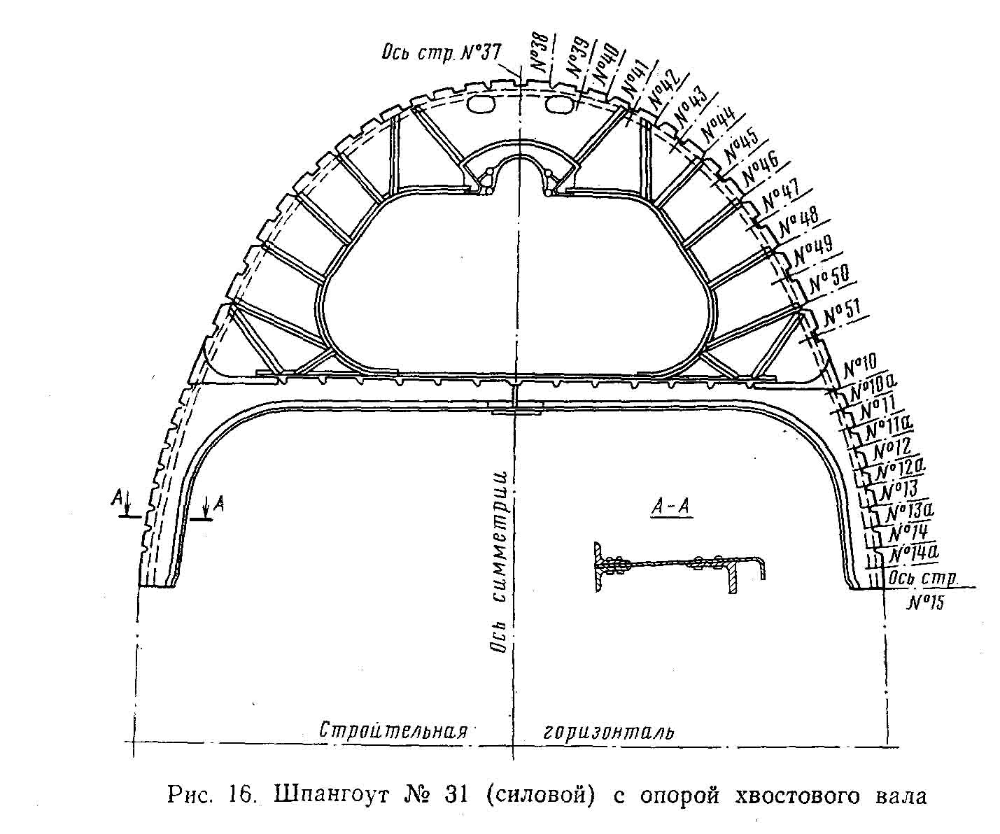 Ось стр. №37
№38
№39
№40
№41
№42
№43
№44
№45
№46
№47
№48
№49
№50
№51
№10
№10а
№11
№11а
№12
№12а
№13
№13а
№14
№14а
Ось стр.
№15
А
А
А-А
Ось симметрии
Строительная горизонталь
Рис. 16. Шпангоут № 31 (силовой) с опорой хвостового вала